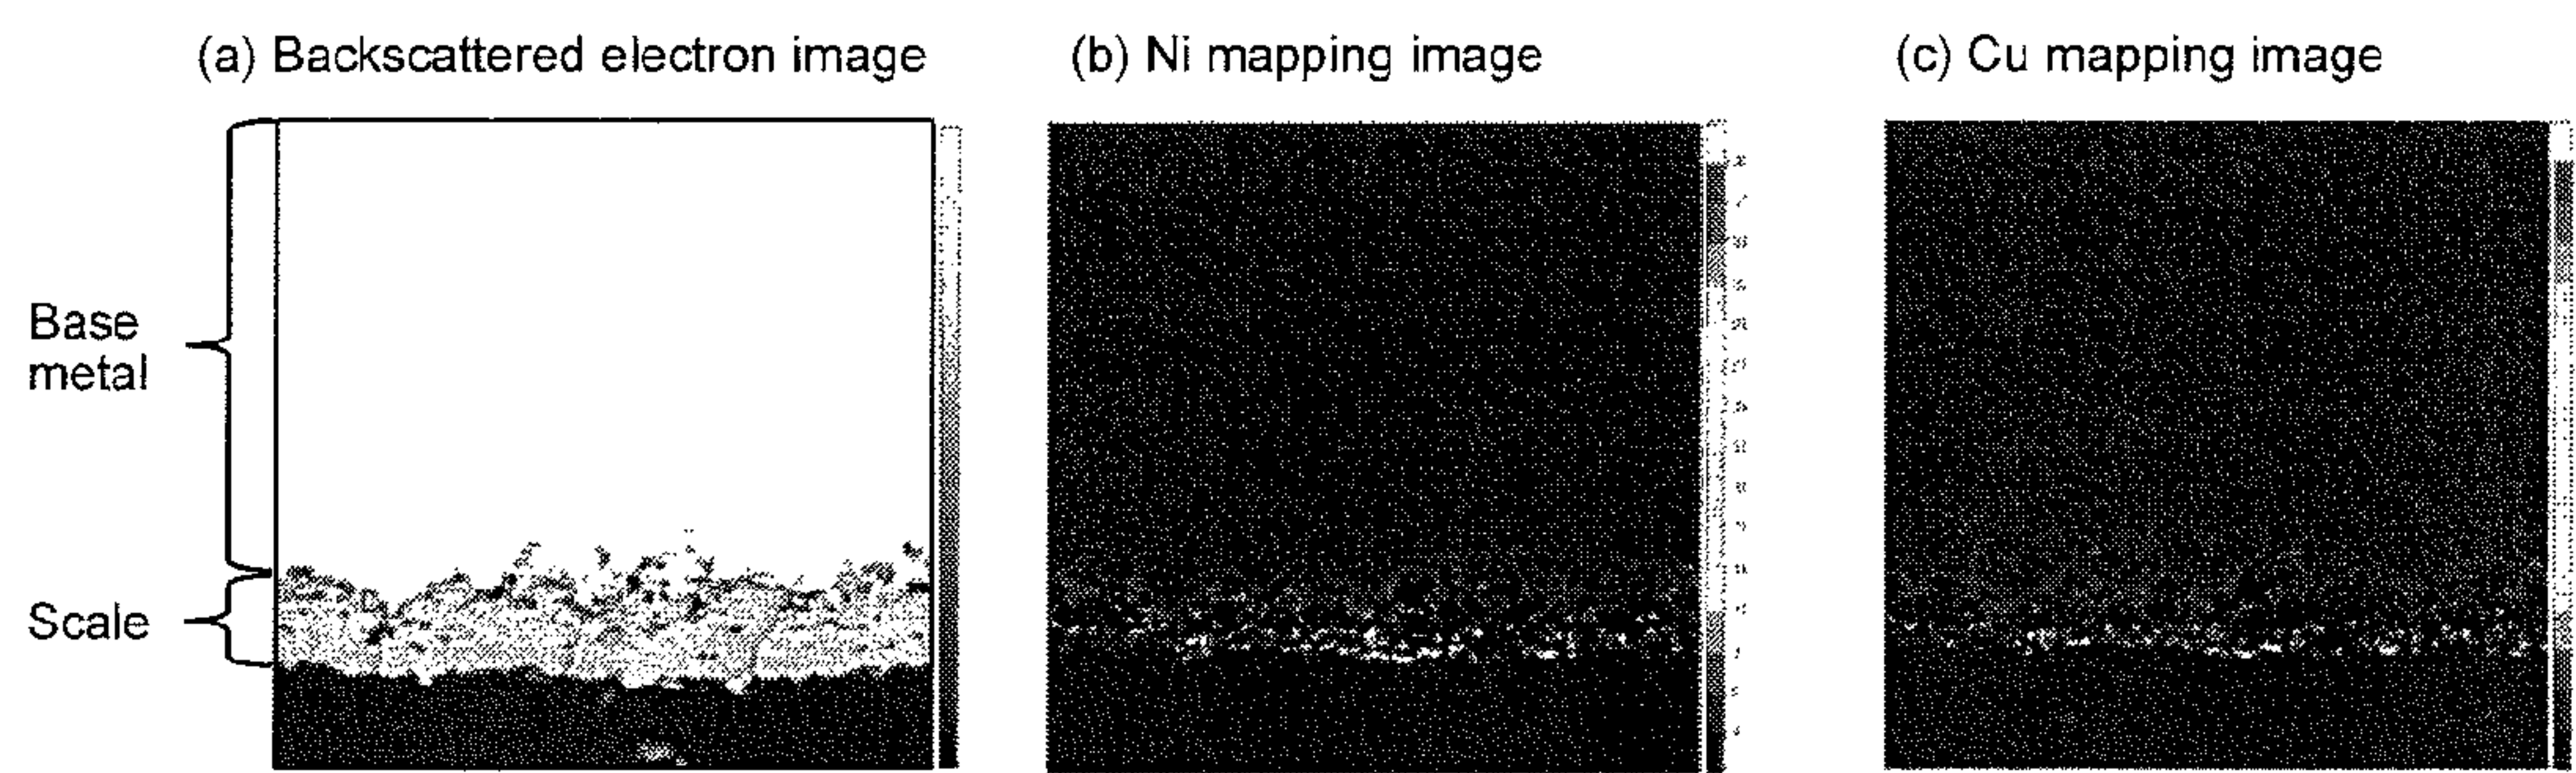 (a) Backscattered electron image
(b) Ni mapping image
(c) Cu mapping image
Base
metal
Scale